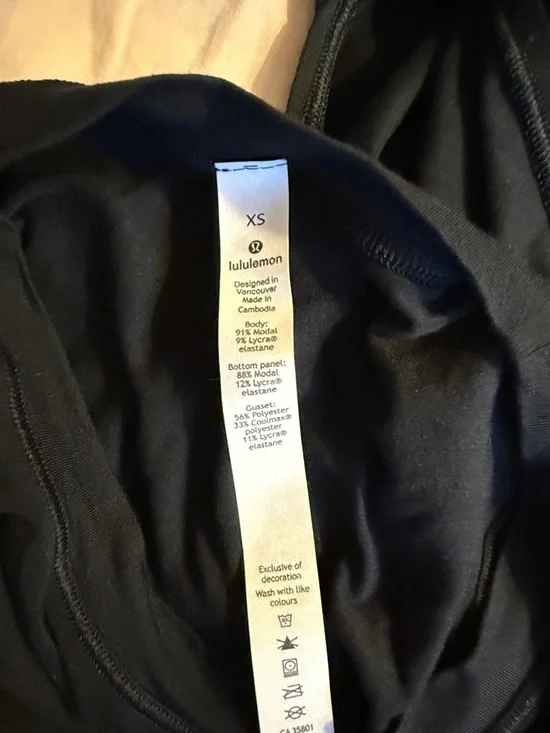 XS
lululemon
Designed in
Vancouver
Made in
Cambodia
Body:
91% Modal
9% Lycra®
elastane
Bottom panel:
88% Modal
12% Lycra®
elastane
Gusset:
56% Polyester
33% Coolmax®
polyester
11% Lycra®
elastane
Exclusive of
decoration
Wash with like
colours
CA 35801